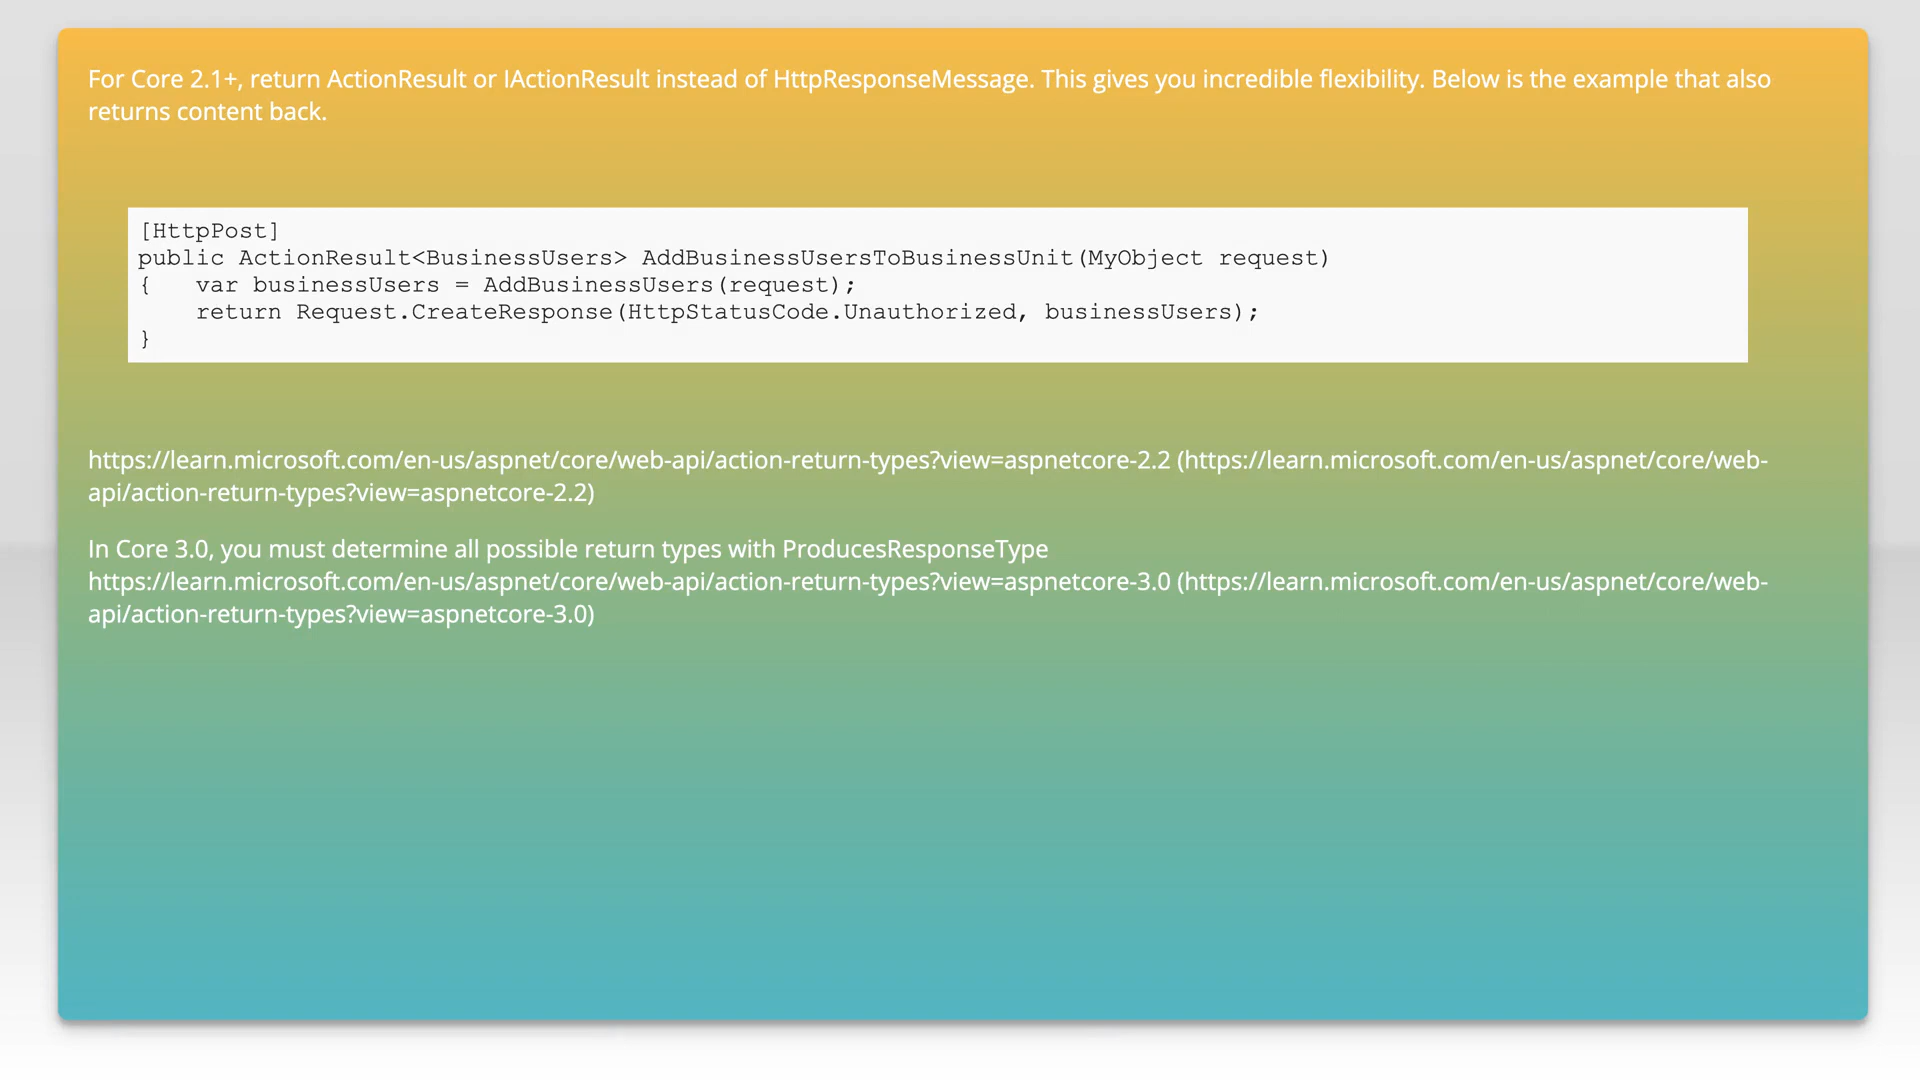 For Core 2.1+, return ActionResult or IActionResult instead of HttpResponseMessage. This gives you incredible flexibility. Below is the example that also
returns content back.
[HttpPost]
public ActionResult<BusinessUsers> AddBusinessUsersToBusinessUnit(MyObject request)
{   var businessUsers = AddBusinessUsers(request);
    return Request.CreateResponse(HttpStatusCode.Unauthorized, businessUsers);
}
https://learn.microsoft.com/en-us/aspnet/core/web-api/action-return-types?view=aspnetcore-2.2 (https://learn.microsoft.com/en-us/aspnet/core/web-
api/action-return-types?view=aspnetcore-2.2)
In Core 3.0, you must determine all possible return types with ProducesResponseType
https://learn.microsoft.com/en-us/aspnet/core/web-api/action-return-types?view=aspnetcore-3.0 (https://learn.microsoft.com/en-us/aspnet/core/web-
api/action-return-types?view=aspnetcore-3.0)